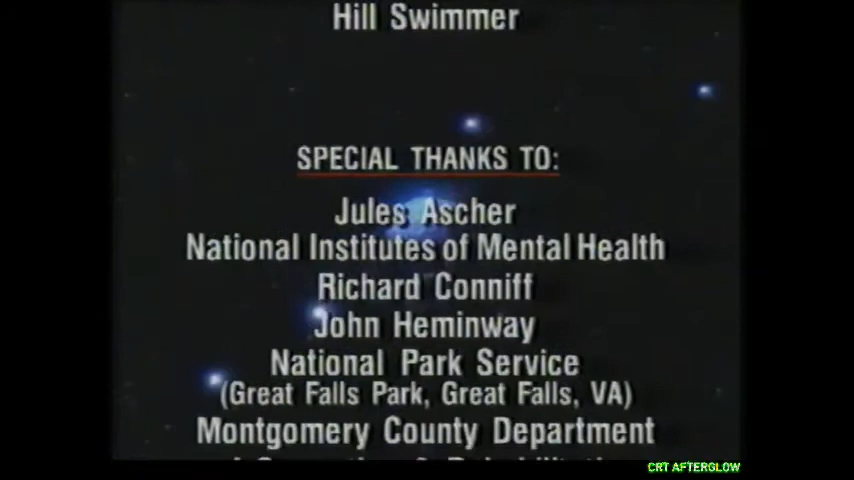 Hill Swimmer
SPECIAL THANKS TO:
Jules Ascher
National Institutes of Mental Health
Richard Conniff
John Heminway
National Park Service
(Great Falls Park, Great Falls, VA)
Montgomery County Department
CRT AFTERGLOW